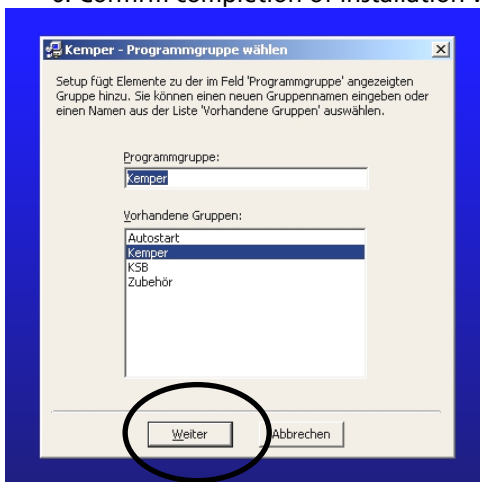 Kemper - Programmgruppe wählen
Setup fügt Elemente zu der im Feld 'Programmgruppe' angezeigten
Gruppe hinzu. Sie können einen neuen Gruppennamen eingeben oder
einen Namen aus der Liste 'Vorhandene Gruppen' auswählen.
Programmgruppe:
Kemper
Vorhandene Gruppen:
Autostart
Kemper
KSB
Zubehör
Weiter Abbrechen